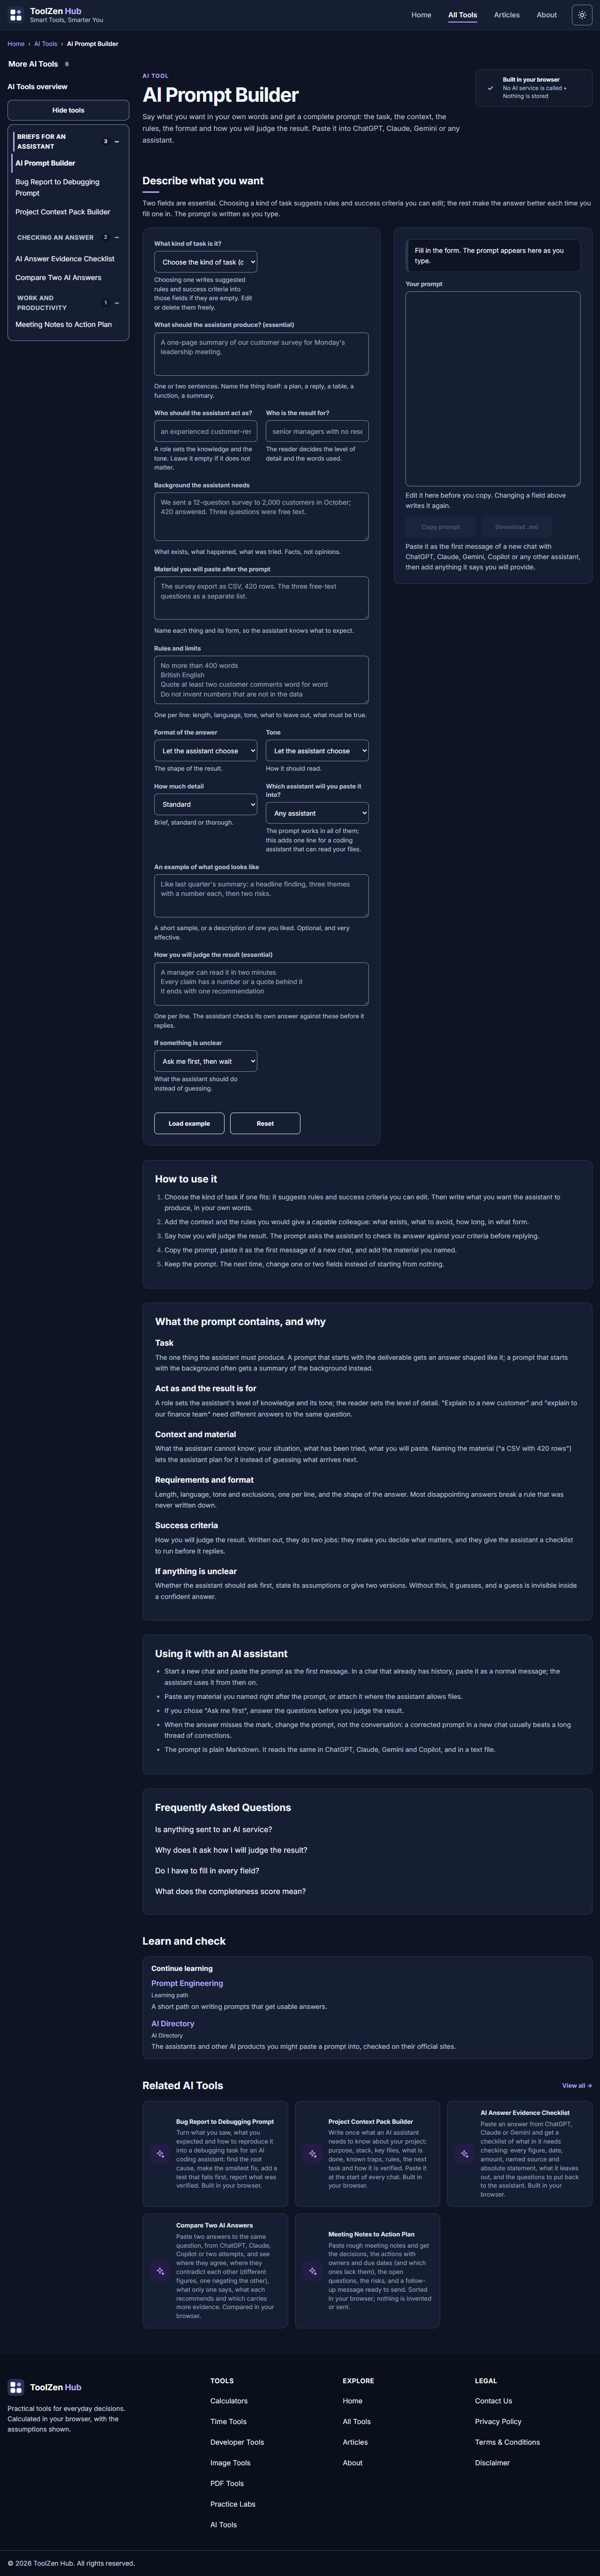 ToolZen Hub
Smart Tools, Smarter You
Home
All Tools
Articles
About
Home › AI Tools › AI Prompt Builder
More AI Tools 6
AI Tools overview
Hide tools
BRIEFS FOR AN
ASSISTANT
3 −
AI Prompt Builder
Bug Report to Debugging
Prompt
Project Context Pack Builder
CHECKING AN ANSWER 2 −
AI Answer Evidence Checklist
Compare Two AI Answers
WORK AND
PRODUCTIVITY
1 −
Meeting Notes to Action Plan
AI TOOL
AI Prompt Builder
Say what you want in your own words and get a complete prompt: the task, the context, the
rules, the format and how you will judge the result. Paste it into ChatGPT, Claude, Gemini or any
assistant.
✓
Built in your browser
No AI service is called •
Nothing is stored
Describe what you want
Two fields are essential. Choosing a kind of task suggests rules and success criteria you can edit; the rest make the answer better each time you
fill one in. The prompt is written as you type.
What kind of task is it?
Choose the kind of task (c
Choosing one writes suggested
rules and success criteria into
those fields if they are empty. Edit
or delete them freely.
What should the assistant produce? (essential)
A one-page summary of our customer survey for Monday's
leadership meeting.
One or two sentences. Name the thing itself: a plan, a reply, a table, a
function, a summary.
Who should the assistant act as?
an experienced customer-res
A role sets the knowledge and the
tone. Leave it empty if it does not
matter.
Who is the result for?
senior managers with no rese
The reader decides the level of
detail and the words used.
Background the assistant needs
We sent a 12-question survey to 2,000 customers in October;
420 answered. Three questions were free text.
What exists, what happened, what was tried. Facts, not opinions.
Material you will paste after the prompt
The survey export as CSV, 420 rows. The three free-text
questions as a separate list.
Name each thing and its form, so the assistant knows what to expect.
Rules and limits
No more than 400 words
British English
Quote at least two customer comments word for word
Do not invent numbers that are not in the data
One per line: length, language, tone, what to leave out, what must be true.
Format of the answer
Let the assistant choose
The shape of the result.
Tone
Let the assistant choose
How it should read.
How much detail
Standard
Brief, standard or thorough.
Which assistant will you paste it
into?
Any assistant
The prompt works in all of them;
this adds one line for a coding
assistant that can read your files.
An example of what good looks like
Like last quarter's summary: a headline finding, three themes
with a number each, then two risks.
A short sample, or a description of one you liked. Optional, and very
effective.
How you will judge the result (essential)
A manager can read it in two minutes
Every claim has a number or a quote behind it
It ends with one recommendation
One per line. The assistant checks its own answer against these before it
replies.
If something is unclear
Ask me first, then wait
What the assistant should do
instead of guessing.
Load example
Reset
Fill in the form. The prompt appears here as you
type.
Your prompt
Edit it here before you copy. Changing a field above
writes it again.
Copy prompt
Download .md
Paste it as the first message of a new chat with
ChatGPT, Claude, Gemini, Copilot or any other assistant,
then add anything it says you will provide.
How to use it
1. Choose the kind of task if one fits: it suggests rules and success criteria you can edit. Then write what you want the assistant to
produce, in your own words.
2. Add the context and the rules you would give a capable colleague: what exists, what to avoid, how long, in what form.
3. Say how you will judge the result. The prompt asks the assistant to check its answer against your criteria before replying.
4. Copy the prompt, paste it as the first message of a new chat, and add the material you named.
5. Keep the prompt. The next time, change one or two fields instead of starting from nothing.
What the prompt contains, and why
Task
The one thing the assistant must produce. A prompt that starts with the deliverable gets an answer shaped like it; a prompt that starts
with the background often gets a summary of the background instead.
Act as and the result is for
A role sets the assistant's level of knowledge and its tone; the reader sets the level of detail. "Explain to a new customer" and "explain to
our finance team" need different answers to the same question.
Context and material
What the assistant cannot know: your situation, what has been tried, what you will paste. Naming the material ("a CSV with 420 rows")
lets the assistant plan for it instead of guessing what arrives next.
Requirements and format
Length, language, tone and exclusions, one per line, and the shape of the answer. Most disappointing answers break a rule that was
never written down.
Success criteria
How you will judge the result. Written out, they do two jobs: they make you decide what matters, and they give the assistant a checklist
to run before it replies.
If anything is unclear
Whether the assistant should ask first, state its assumptions or give two versions. Without this, it guesses, and a guess is invisible inside
a confident answer.
Using it with an AI assistant
• Start a new chat and paste the prompt as the first message. In a chat that already has history, paste it as a normal message; the
assistant uses it from then on.
• Paste any material you named right after the prompt, or attach it where the assistant allows files.
• If you chose "Ask me first", answer the questions before you judge the result.
• When the answer misses the mark, change the prompt, not the conversation: a corrected prompt in a new chat usually beats a long
thread of corrections.
• The prompt is plain Markdown. It reads the same in ChatGPT, Claude, Gemini and Copilot, and in a text file.
Frequently Asked Questions
Is anything sent to an AI service?
Why does it ask how I will judge the result?
Do I have to fill in every field?
What does the completeness score mean?
Learn and check
Continue learning
Prompt Engineering
Learning path
A short path on writing prompts that get usable answers.
AI Directory
AI Directory
The assistants and other AI products you might paste a prompt into, checked on their official sites.
Related AI Tools
View all →
Bug Report to Debugging Prompt
Turn what you saw, what you
expected and how to reproduce it
into a debugging task for an AI
coding assistant: find the root
cause, make the smallest fix, add a
test that fails first, report what was
verified. Built in your browser.
Project Context Pack Builder
Write once what an AI assistant
needs to know about your project:
purpose, stack, key files, what is
done, known traps, rules, the next
task and how it is verified. Paste it
at the start of every chat. Built in
your browser.
AI Answer Evidence Checklist
Paste an answer from ChatGPT,
Claude or Gemini and get a
checklist of what in it needs
checking: every figure, date,
amount, named source and
absolute statement, what it leaves
out, and the questions to put back
to the assistant. Built in your
browser.
Compare Two AI Answers
Paste two answers to the same
question, from ChatGPT, Claude,
Copilot or two attempts, and see
where they agree, where they
contradict each other (different
figures, one negating the other),
what only one says, what each
recommends and which carries
more evidence. Compared in your
browser.
Meeting Notes to Action Plan
Paste rough meeting notes and get
the decisions, the actions with
owners and due dates (and which
ones lack them), the open
questions, the risks, and a follow-
up message ready to send. Sorted
in your browser; nothing is invented
or sent.
ToolZen Hub
Practical tools for everyday decisions.
Calculated in your browser, with the
assumptions shown.
TOOLS
Calculators
Time Tools
Developer Tools
Image Tools
PDF Tools
Practice Labs
AI Tools
EXPLORE
Home
All Tools
Articles
About
LEGAL
Contact Us
Privacy Policy
Terms & Conditions
Disclaimer
© 2026 ToolZen Hub. All rights reserved.